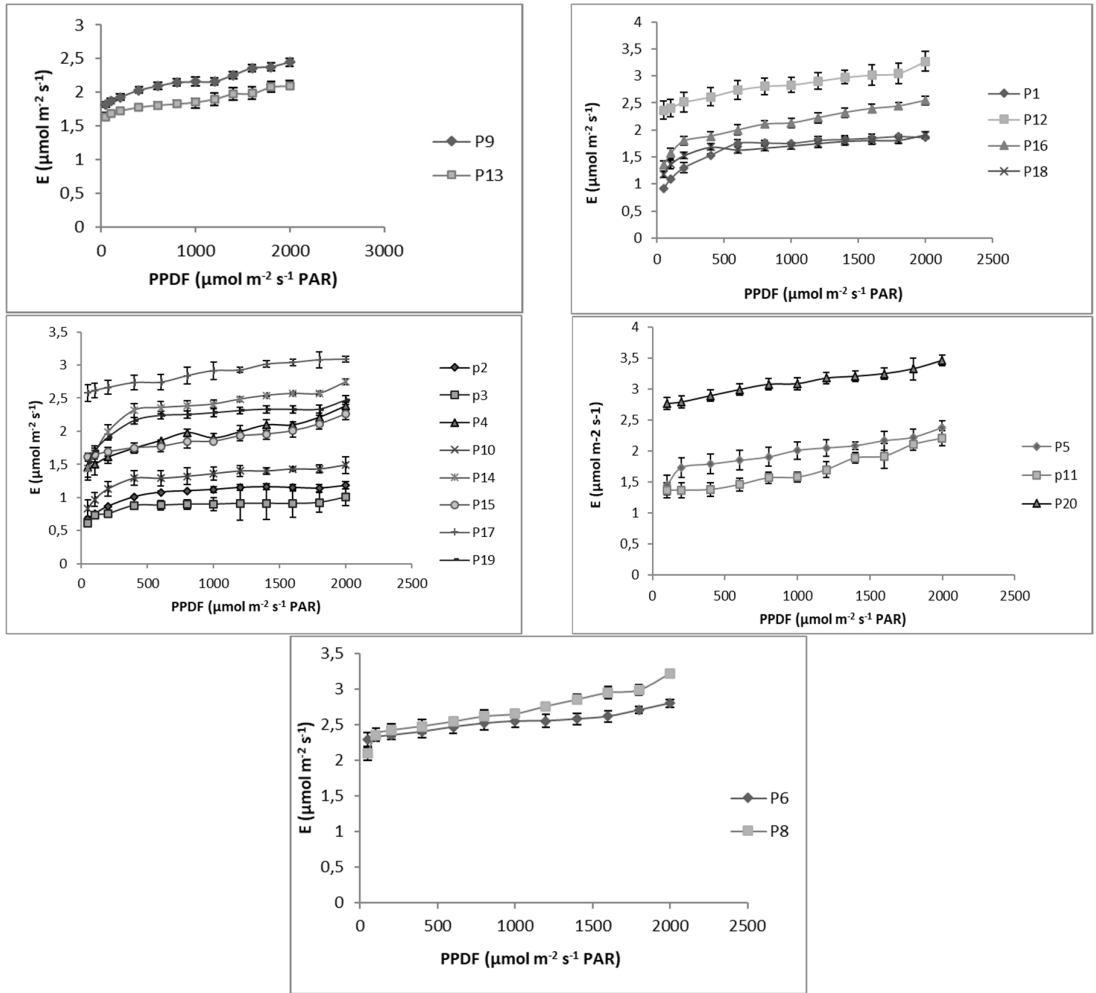 3
2,5
2
1,5
1
0,5
0
E (µmol m⁻² s⁻¹)
0 1000 2000 3000
PPDF (µmol m⁻² s⁻¹ PAR)
P9
P13
4
3,5
3
2,5
2
1,5
1
0,5
0
E (µmol m⁻² s⁻¹)
0 500 1000 1500 2000 2500
PPDF (µmol m⁻² s⁻¹ PAR)
P1
P12
P16
P18
3,5
3
2,5
2
1,5
1
0,5
0
E (µmol m⁻² s⁻¹)
0 500 1000 1500 2000 2500
PPDF (µmol m⁻² s⁻¹ PAR)
p2
p3
P4
P10
P14
P15
P17
P19
4
3,5
3
2,5
2
1,5
1
0,5
0
E (µmol m-2 s-1)
0 500 1000 1500 2000 2500
PPDF (µmol m⁻² s⁻¹ PAR)
P5
p11
P20
3,5
3
2,5
2
1,5
1
0,5
0
E (µmol m⁻² s⁻¹)
0 500 1000 1500 2000 2500
PPDF (µmol m⁻² s⁻¹ PAR)
P6
P8